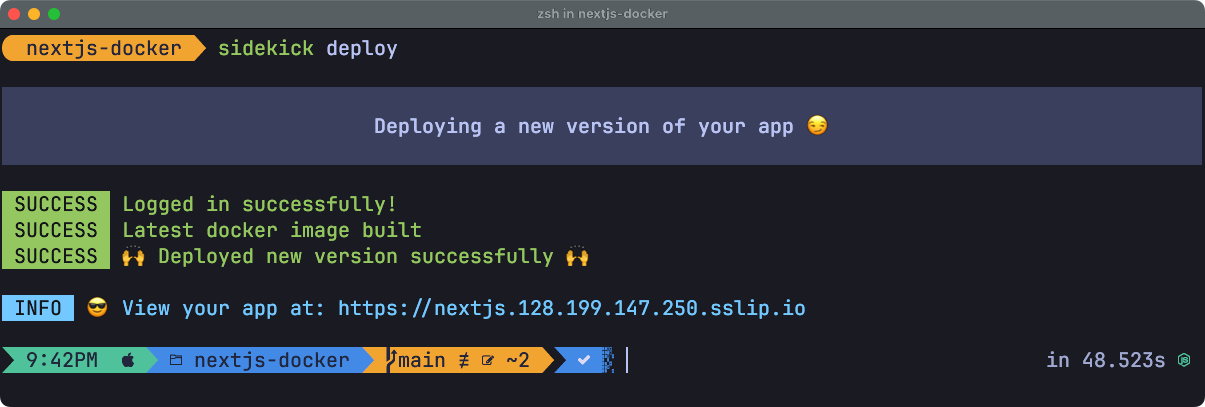 zsh in nextjs-docker
nextjs-docker sidekick deploy
Deploying a new version of your app 😏
SUCCESS Logged in successfully!
SUCCESS Latest docker image built
SUCCESS 🙌 Deployed new version successfully 🙌
INFO 😎 View your app at: https://nextjs.128.199.147.250.sslip.io
9:42PM nextjs-docker main ≢ ~2 ✔ in 48.523s